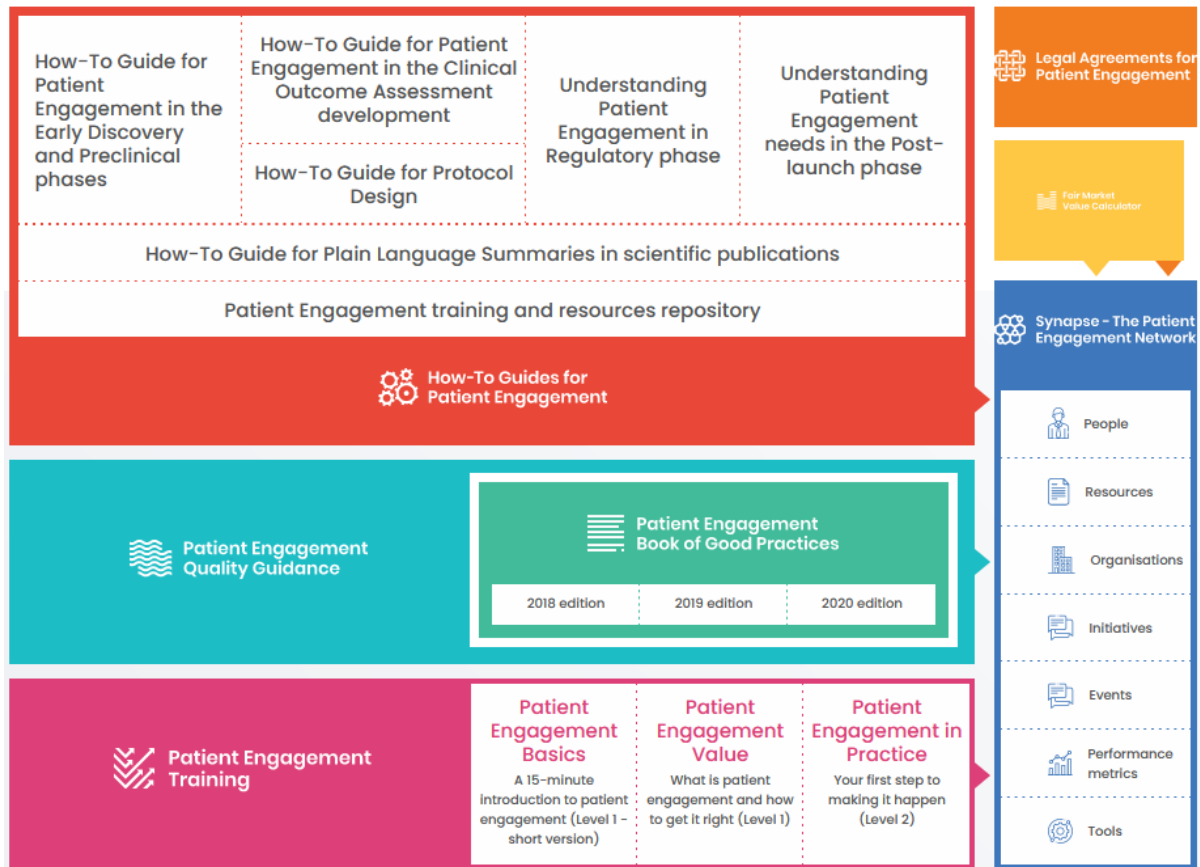 How-To Guide for
Patient
Engagement in the
Early Discovery
and Preclinical
phases
How-To Guide for Patient
Engagement in the Clinical
Outcome Assessment
development
How-To Guide for Protocol
Design
Understanding
Patient
Engagement in
Regulatory phase
Understanding
Patient
Engagement
needs in the Post-
launch phase
How-To Guide for Plain Language Summaries in scientific publications
Patient Engagement training and resources repository
How-To Guides for
Patient Engagement
Patient Engagement
Quality Guidance
Patient Engagement
Book of Good Practices
2018 edition
2019 edition
2020 edition
Patient Engagement
Training
Patient
Engagement
Basics
A 15-minute
introduction to patient
engagement (Level 1 -
short version)
Patient
Engagement
Value
What is patient
engagement and how
to get it right (Level 1)
Patient
Engagement in
Practice
Your first step to
making it happen
(Level 2)
Legal Agreements for
Patient Engagement
Fair Market
Value Calculator
Synapse - The Patient
Engagement Network
People
Resources
Organisations
Initiatives
Events
Performance
metrics
Tools